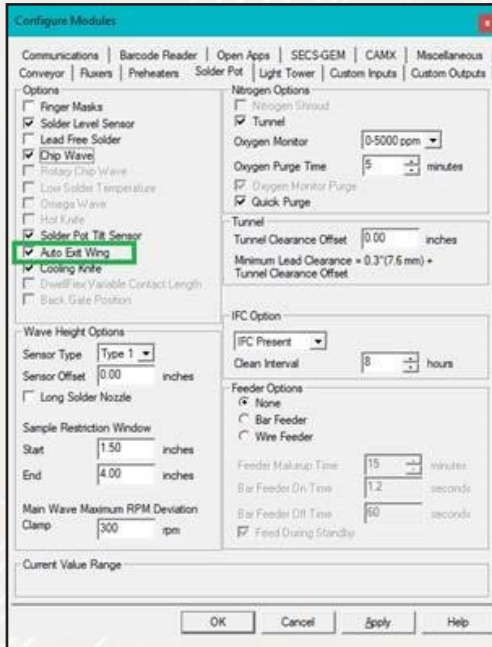 Configure Modules
Communications | Barcode Reader | Open Apps | SECS-GEM | CAMX | Miscellaneous
Conveyor | Fluxers | Preheaters | Solder Pot | Light Tower | Custom Inputs | Custom Outputs
Options
Finger Masks
Solder Level Sensor
Lead Free Solder
Chip Wave
Rotary Chip Wave
Low Solder Temperature
Omega Wave
Hot Knife
Solder Pot Tilt Sensor
Auto Exit Wing
Cooling Knife
DwellFlex Variable Contact Length
Back Gate Position
Wave Height Options
Sensor Type Type 1
Sensor Offset 0.00 inches
Long Solder Nozzle
Sample Restriction Window
Start 1.50 inches
End 4.00 inches
Main Wave Maximum RPM Deviation
Clamp 300 rpm
Nitrogen Options
Nitrogen Shroud
Tunnel
Oxygen Monitor 0-5000 ppm
Oxygen Purge Time 5 minutes
Oxygen Monitor Purge
Quick Purge
Tunnel
Tunnel Clearance Offset 0.00 inches
Minimum Lead Clearance = 0.3"(7.6 mm) +
Tunnel Clearance Offset
IFC Option
IFC Present
Clean Interval 8 hours
Feeder Options
None
Bar Feeder
Wire Feeder
Feeder Makeup Time 15 minutes
Bar Feeder On Time 1.2 seconds
Bar Feeder Off Time 60 seconds
Feed During Standby
Current Value Range
OK Cancel Apply Help